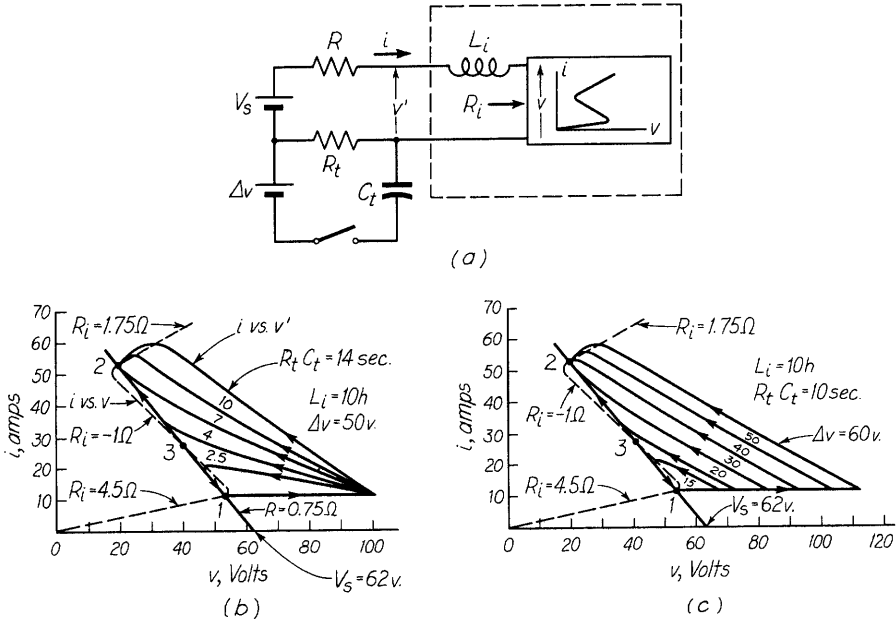 R
i
L_i
V_s
v'
R_i
v
i
v
R_t
Δv
C_t
(a)
70
60
50
40
30
20
10
i, amps
R_i = 1.75Ω
i vs. v'
R_t C_t = 14 sec.
L_i = 10h
Δv = 50v.
2
i vs. v
R_i = -1Ω
3
10
7
4
2.5
R_i = 4.5Ω
1
R = 0.75Ω
0
20
40
60
80
100
v, Volts
V_s = 62v.
(b)
70
60
50
40
30
20
10
i, amps
R_i = 1.75Ω
L_i = 10h
R_t C_t = 10 sec.
2
R_i = -1Ω
3
50
40
30
20
15
Δv = 60v.
R_i = 4.5Ω
1
V_s = 62v.
0
20
40
60
80
100
120
v, Volts
(c)